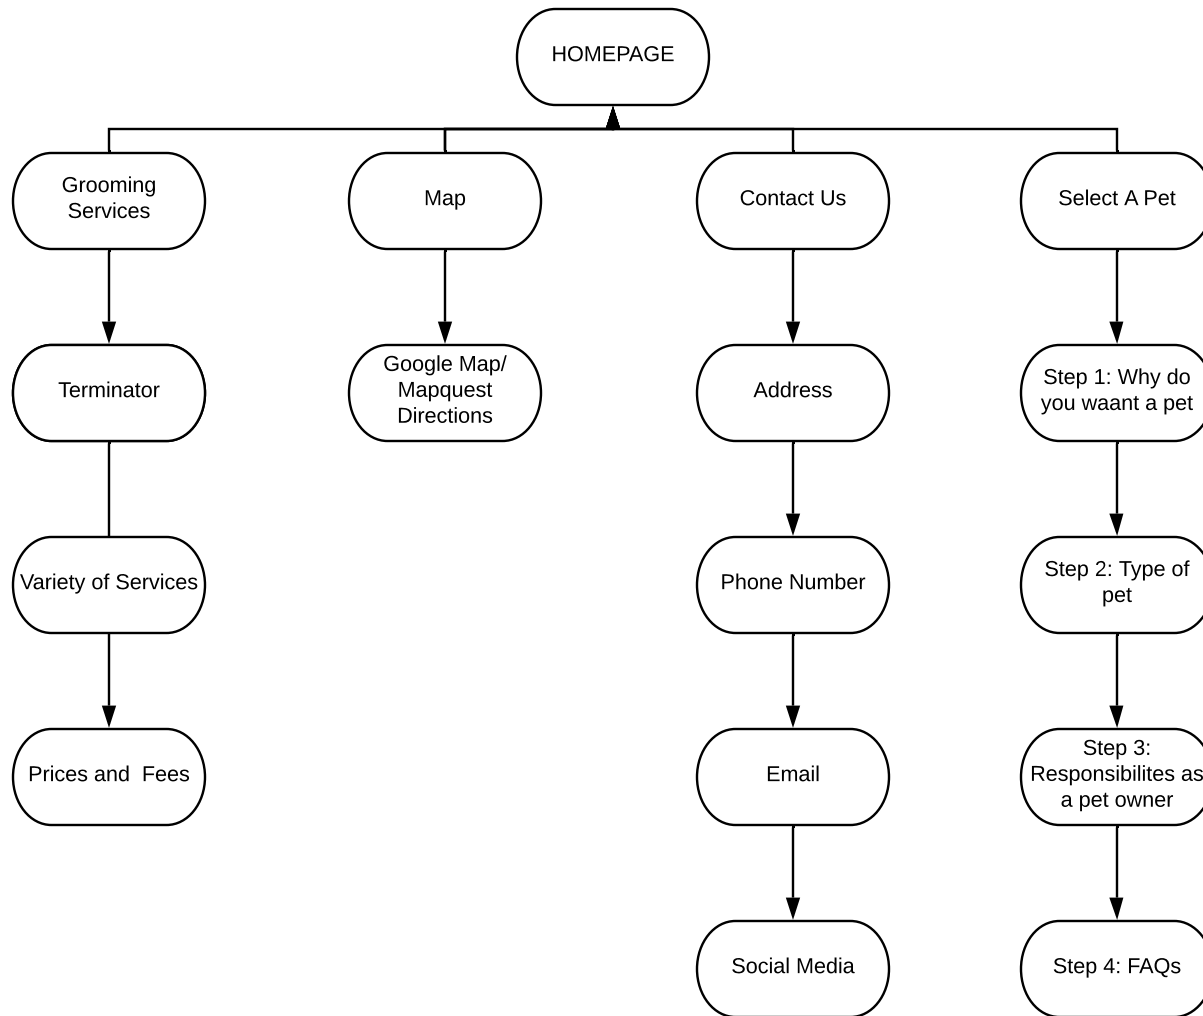 HOMEPAGE
Grooming
Services
Map
Contact Us
Select A Pet
Terminator
Google Map/
Mapquest
Directions
Address
Step 1: Why do
you waant a pet
Variety of Services
Phone Number
Step 2: Type of
pet
Prices and  Fees
Email
Step 3:
Responsibilites as
a pet owner
Social Media
Step 4: FAQs